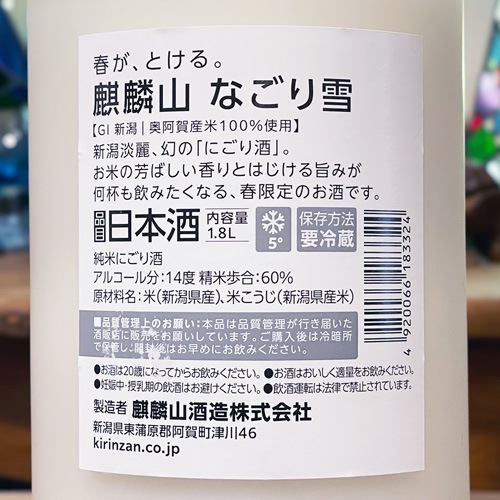 春が、とける。
麒麟山 なごり雪
【GI 新潟|奥阿賀産米100%使用】
新潟淡麗、幻の「にごり酒」。
お米の芳ばしい香りとはじける旨みが
何杯も飲みたくなる、春限定のお酒です。
品目 日本酒 内容量 1.8L 5° 保存方法 要冷蔵
純米にごり酒
アルコール分:14度 精米歩合:60%
原材料名:米(新潟県産)、米こうじ(新潟県産米)
■品質管理上のお願い:本品は品質管理が行き届いた
酒販店に販売をお願いしています。ご購入後は冷暗所
で保管し、開封後はお早めにお飲みください。
●お酒は20歳になってからお飲みください。●お酒はおいしく適量をお飲みください。
●妊娠中・授乳期の飲酒はお避けください。●飲酒運転は法律で禁止されています。
製造者 麒麟山酒造株式会社
新潟県東蒲原郡阿賀町津川46
kirinzan.co.jp
4 920066 183324